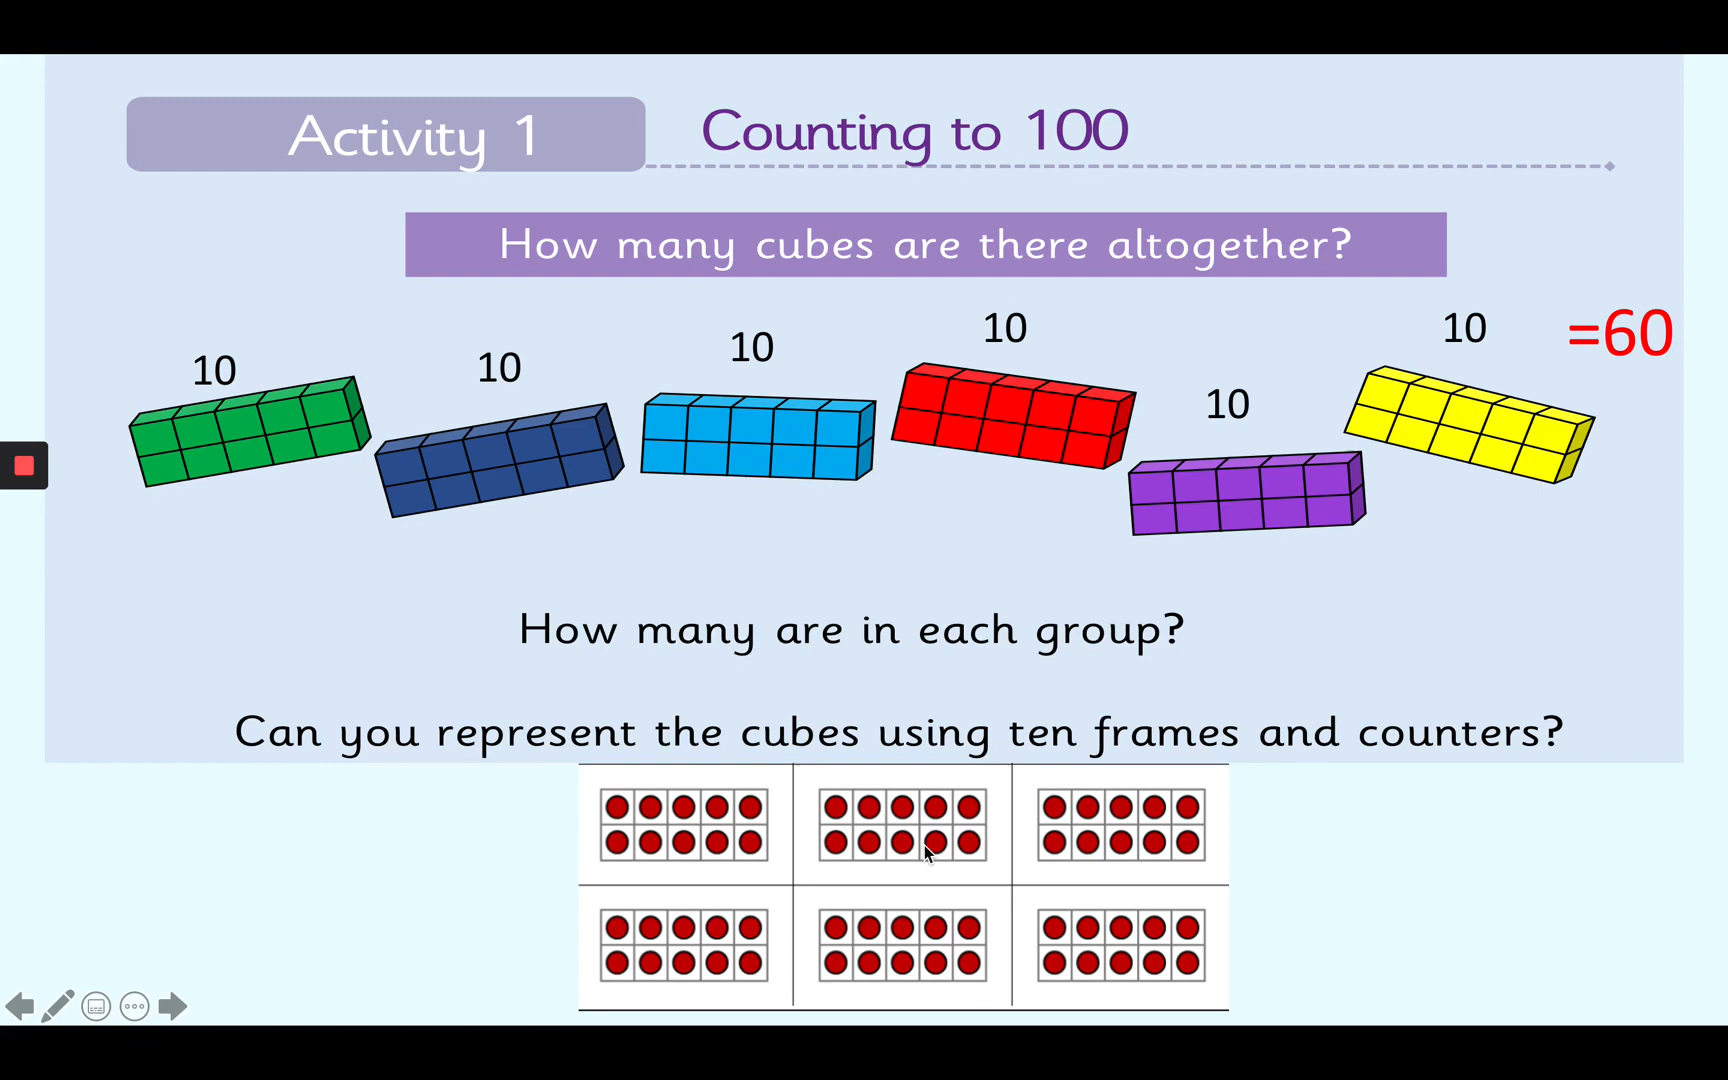 Activity 1
Counting to 100
How many cubes are there altogether?
10
10
10
10
10
10
=60
How many are in each group?
Can you represent the cubes using ten frames and counters?